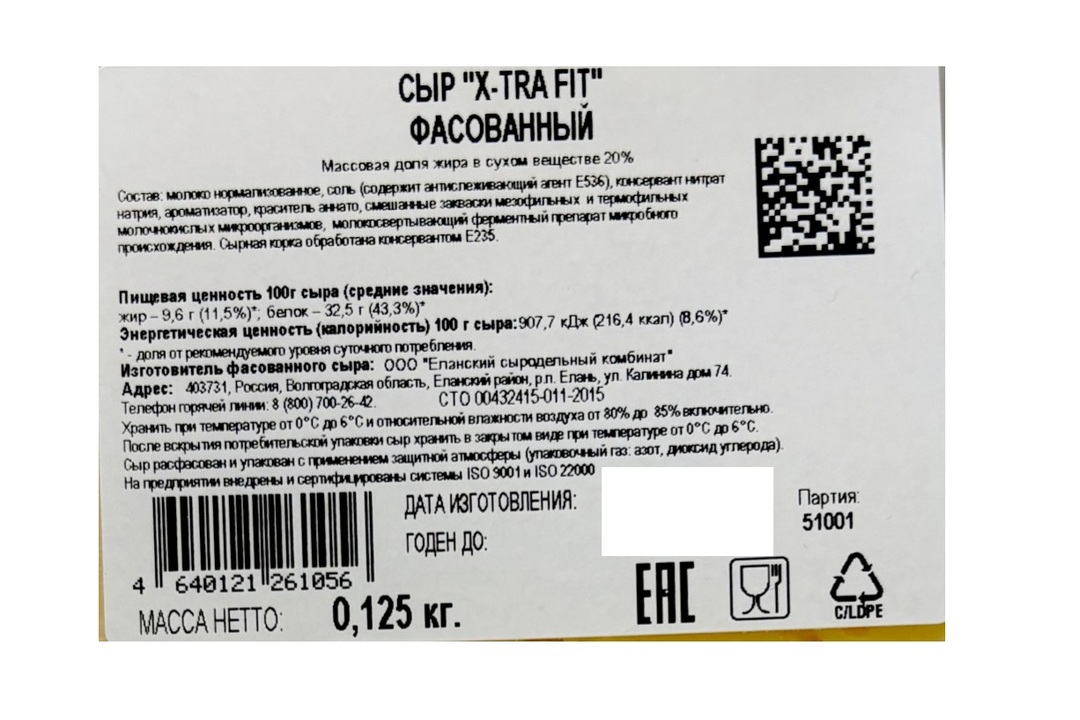 СЫР "X-TRA FIT"
ФАСОВАННЫЙ
Массовая доля жира в сухом веществе 20%
Состав: молоко нормализованное, соль (содержит антислеживающий агент Е536), консервант нитрат
натрия, ароматизатор, краситель аннато, смешанные закваски мезофильных и термофильных
молочнокислых микроорганизмов, молокосвертывающий ферментный препарат микробного
происхождения. Сырная корка обработана консервантом Е235.
Пищевая ценность 100г сыра (средние значения):
жир – 9,6 г (11,5%)*; белок – 32,5 г (43,3%)*
Энергетическая ценность (калорийность) 100 г сыра:907,7 кДж (216,4 ккал) (8,6%)*
* - доля от рекомендуемого уровня суточного потребления.
Изготовитель фасованного сыра: ООО "Еланский сыродельный комбинат"
Адрес: 403731, Россия, Волгоградская область, Еланский район, р.п. Елань, ул. Калинина дом 74.
Телефон горячей линии: 8 (800) 700-26-42. СТО 00432415-011-2015
Хранить при температуре от 0°С до 6°С и относительной влажности воздуха от 80% до 85% включительно.
После вскрытия потребительской упаковки сыр хранить в закрытом виде при температуре от 0°С до 6°С.
Сыр расфасован и упакован с применением защитной атмосферы (упаковочный газ: азот, диоксид углерода).
На предприятии внедрены и сертифицированы системы ISO 9001 и ISO 22000
ДАТА ИЗГОТОВЛЕНИЯ:
ГОДЕН ДО:
Партия:
51001
4 640121 261056
МАССА НЕТТО: 0,125 кг.
EAC
C/LDPE